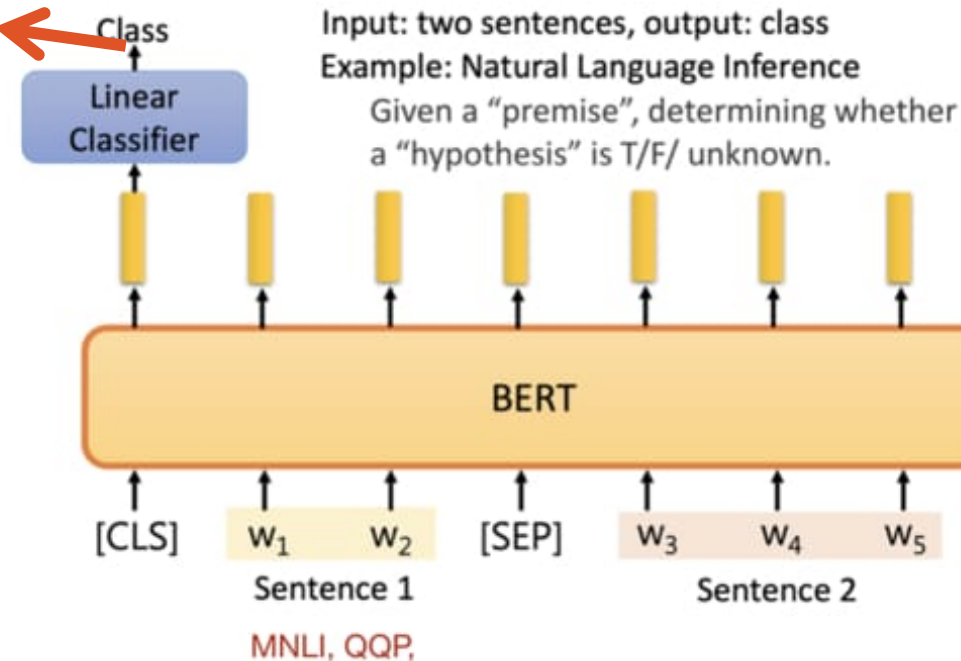 Class
Input: two sentences, output: class
Example: Natural Language Inference
Linear
Classifier
Given a “premise”, determining whether
a “hypothesis” is T/F/ unknown.
BERT
[CLS] w₁ w₂ [SEP] w₃ w₄ w₅
Sentence 1 Sentence 2
MNLI, QQP,